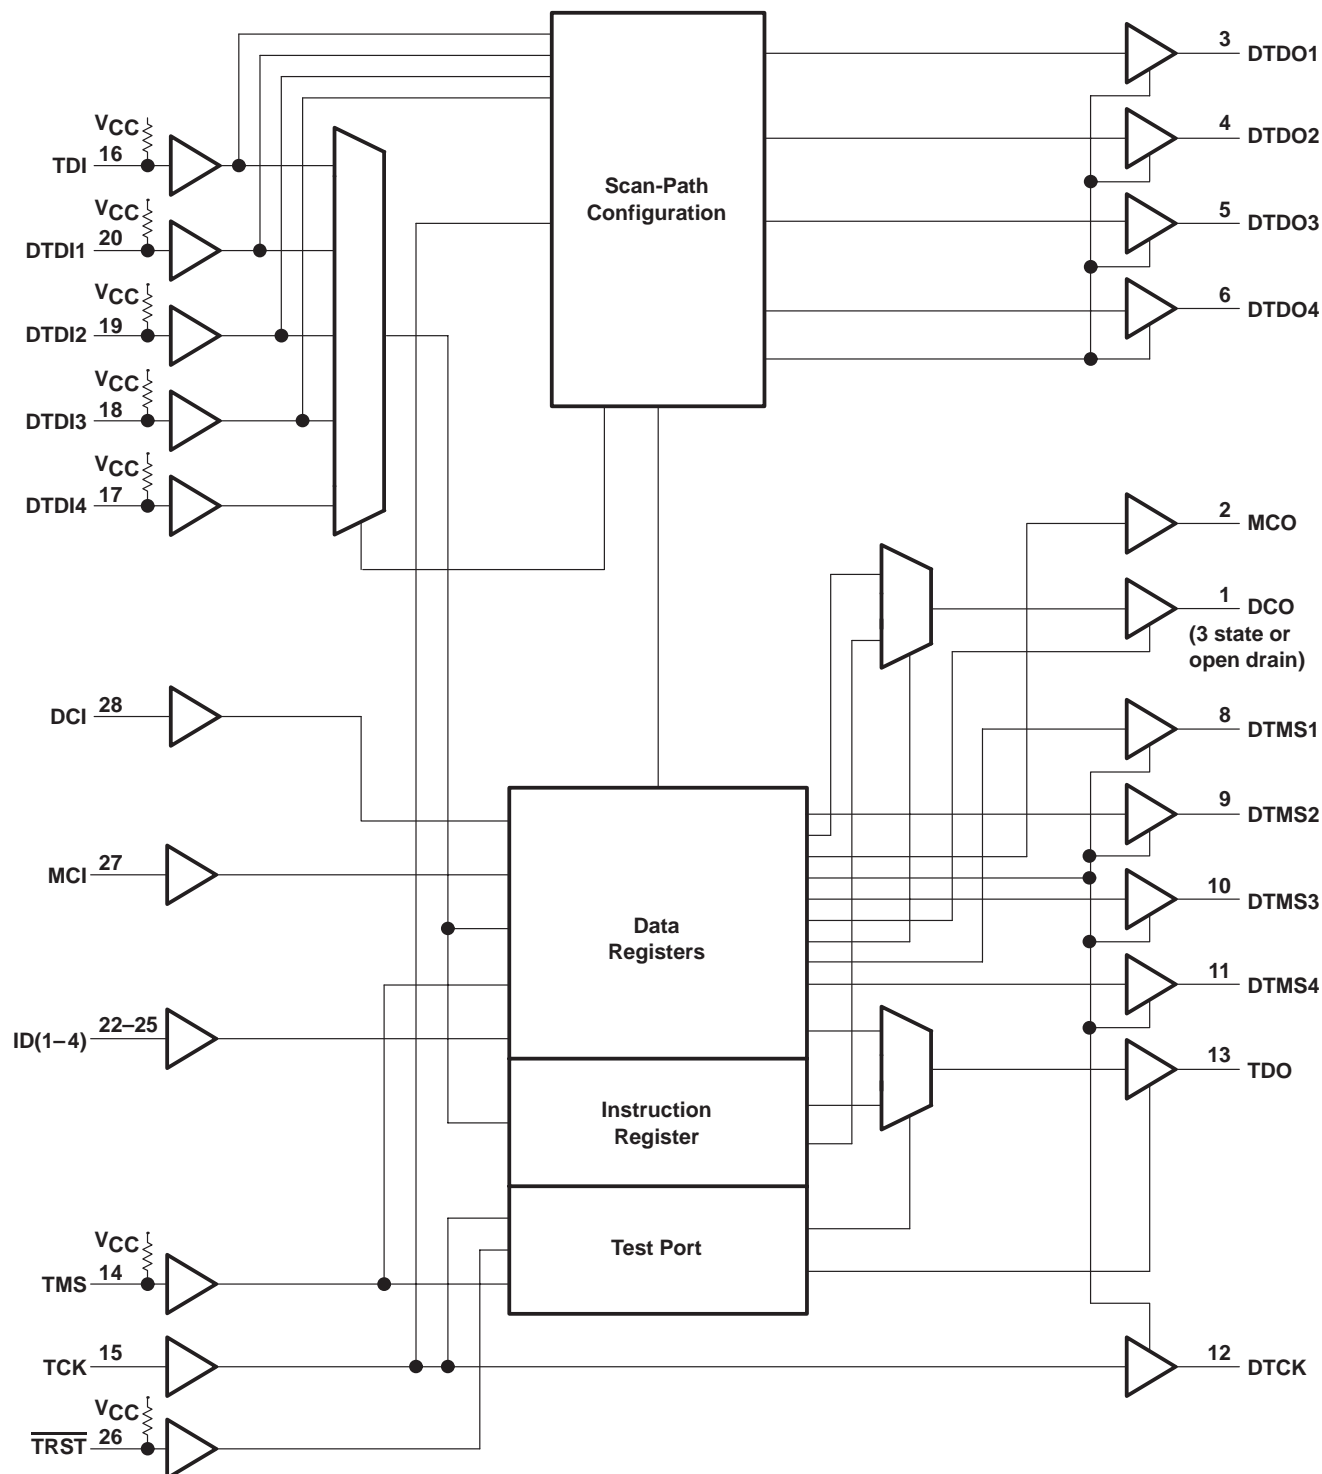 3
DTDO1
VCC
16
TDI
4
DTDO2
Scan-Path
Configuration
VCC
20
DTDI1
5
DTDO3
VCC
19
DTDI2
6
DTDO4
VCC
18
DTDI3
VCC
17
DTDI4
2
MCO
1
DCO
(3 state or
open drain)
DCI
28
8
DTMS1
9
DTMS2
MCI
27
10
DTMS3
Data
Registers
11
DTMS4
ID(1–4)
22–25
13
TDO
Instruction
Register
Test Port
VCC
14
TMS
TCK
15
12
DTCK
VCC
26
TRST